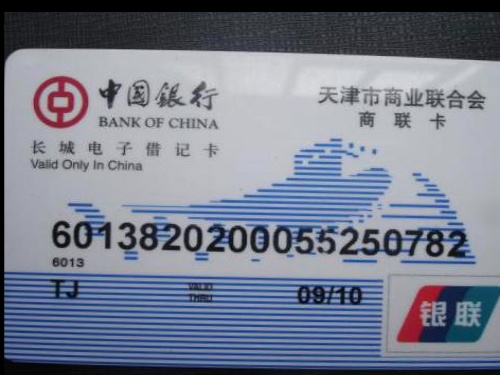 中國銀行
BANK OF CHINA
长城电子借记卡
Valid Only In China
天津市商业联合会
商联卡
6013820200055250782
6013
TJ
VALID
THRU
09/10
银联